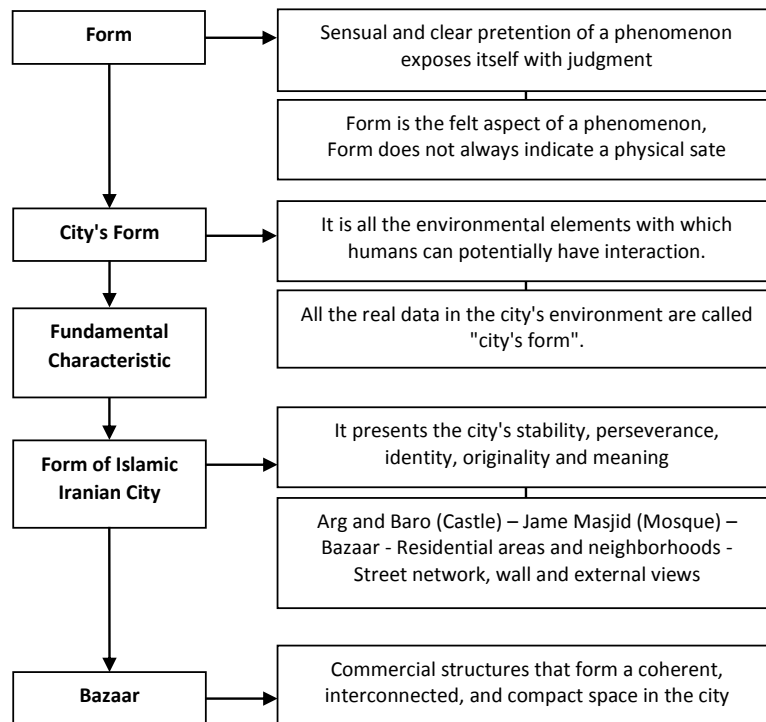 Form
Sensual and clear pretention of a phenomenon
exposes itself with judgment
Form is the felt aspect of a phenomenon,
Form does not always indicate a physical sate
City's Form
It is all the environmental elements with which
humans can potentially have interaction.
All the real data in the city's environment are called
"city's form".
Fundamental
Characteristic
Form of Islamic
Iranian City
It presents the city's stability, perseverance,
identity, originality and meaning
Arg and Baro (Castle) – Jame Masjid (Mosque) –
Bazaar - Residential areas and neighborhoods -
Street network, wall and external views
Bazaar
Commercial structures that form a coherent,
interconnected, and compact space in the city